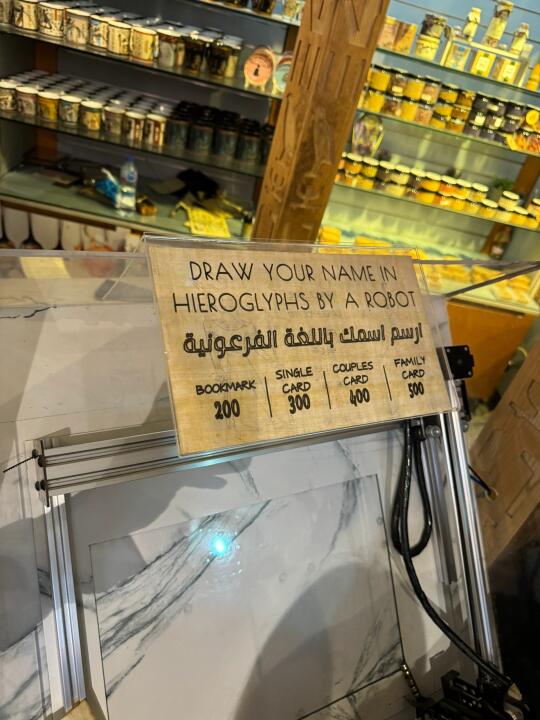 DRAW YOUR NAME IN
HIEROGLYPHS BY A ROBOT
ارسم اسمك باللغة الفرعونية
BOOKMARK
200
SINGLE
CARD
300
COUPLES
CARD
400
FAMILY
CARD
500